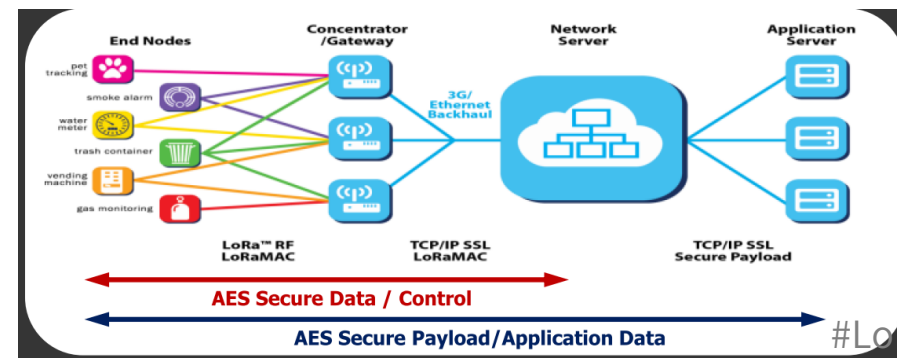 End Nodes
Concentrator
/Gateway
Network
Server
Application
Server
pet
tracking
smoke alarm
water
meter
trash container
vending
machine
gas monitoring
3G/
Ethernet
Backhaul
LoRa™ RF
LoRaMAC
TCP/IP SSL
LoRaMAC
TCP/IP SSL
Secure Payload
AES Secure Data / Control
AES Secure Payload/Application Data
#Lo